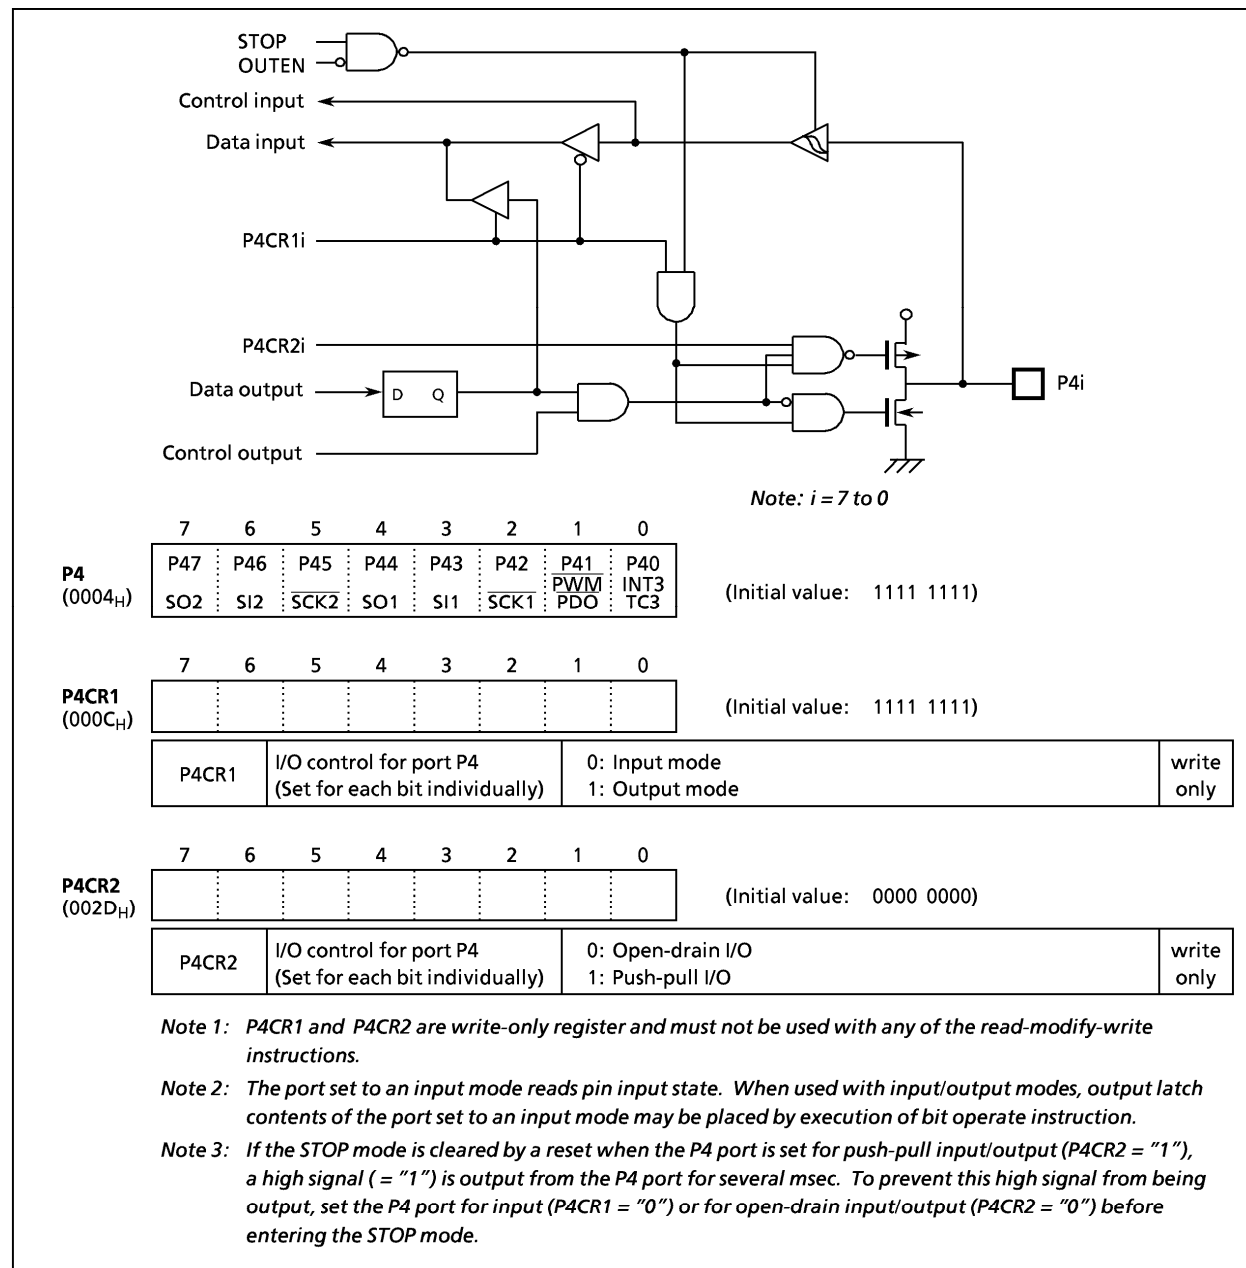 STOP
OUTEN
Control input
Data input
P4CR1i
P4CR2i
Data output
D Q
Control output
P4i
Note: i = 7 to 0
7 6 5 4 3 2 1 0
P4
(0004H)
P47 P46 P45 P44 P43 P42 P41 P40
PWM INT3
SO2 SI2 SCK2 SO1 SI1 SCK1 PDO TC3
(Initial value: 1111 1111)
7 6 5 4 3 2 1 0
P4CR1
(000CH)
(Initial value: 1111 1111)
P4CR1
I/O control for port P4
(Set for each bit individually)
0: Input mode
1: Output mode
write
only
7 6 5 4 3 2 1 0
P4CR2
(002DH)
(Initial value: 0000 0000)
P4CR2
I/O control for port P4
(Set for each bit individually)
0: Open-drain I/O
1: Push-pull I/O
write
only
Note 1: P4CR1 and P4CR2 are write-only register and must not be used with any of the read-modify-write
instructions.
Note 2: The port set to an input mode reads pin input state. When used with input/output modes, output latch
contents of the port set to an input mode may be placed by execution of bit operate instruction.
Note 3: If the STOP mode is cleared by a reset when the P4 port is set for push-pull input/output (P4CR2 = "1"),
a high signal ( = "1") is output from the P4 port for several msec. To prevent this high signal from being
output, set the P4 port for input (P4CR1 = "0") or for open-drain input/output (P4CR2 = "0") before
entering the STOP mode.